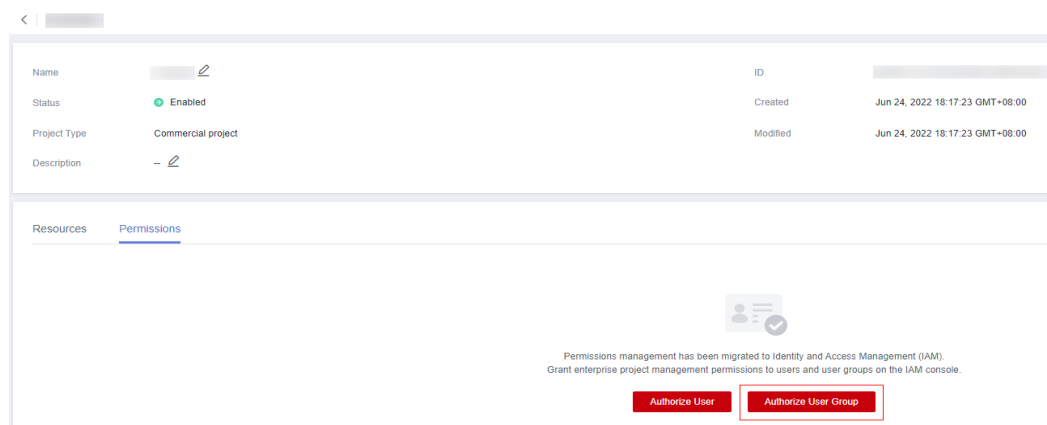 Name
ID
Status Enabled
Created Jun 24, 2022 18:17:23 GMT+08:00
Project Type Commercial project
Modified Jun 24, 2022 18:17:23 GMT+08:00
Description --
Resources Permissions
Permissions management has been migrated to Identity and Access Management (IAM).
Grant enterprise project management permissions to users and user groups on the IAM console.
Authorize User Authorize User Group